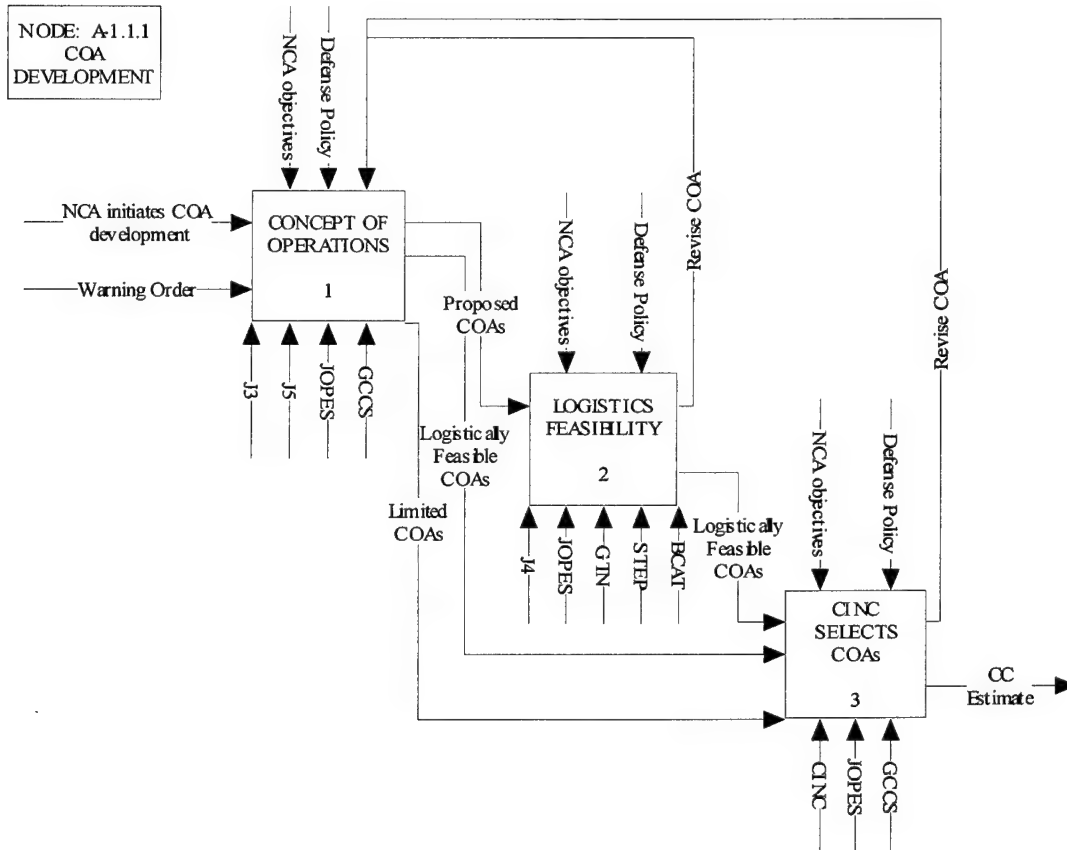 NODE: A-1.1.1
COA
DEVELOPMENT
NCA objectives
Defense Policy
NCA initiates COA
development
Warning Order
CONCEPT OF
OPERATIONS
1
J3
J5
JOPES
GCCS
Revise COA
Revise COA
Proposed
COAs
Logistically
Feasible
COAs
Limited
COAs
NCA objectives
Defense Policy
LOGISTICS
FEASIBILITY
2
J4
JOPES
GTN
STEP
BCAT
Logistically
Feasible
COAs
NCA objectives
Defense Policy
CINC
SELECTS
COAs
3
CC
Estimate
CINC
JOPES
GCCS